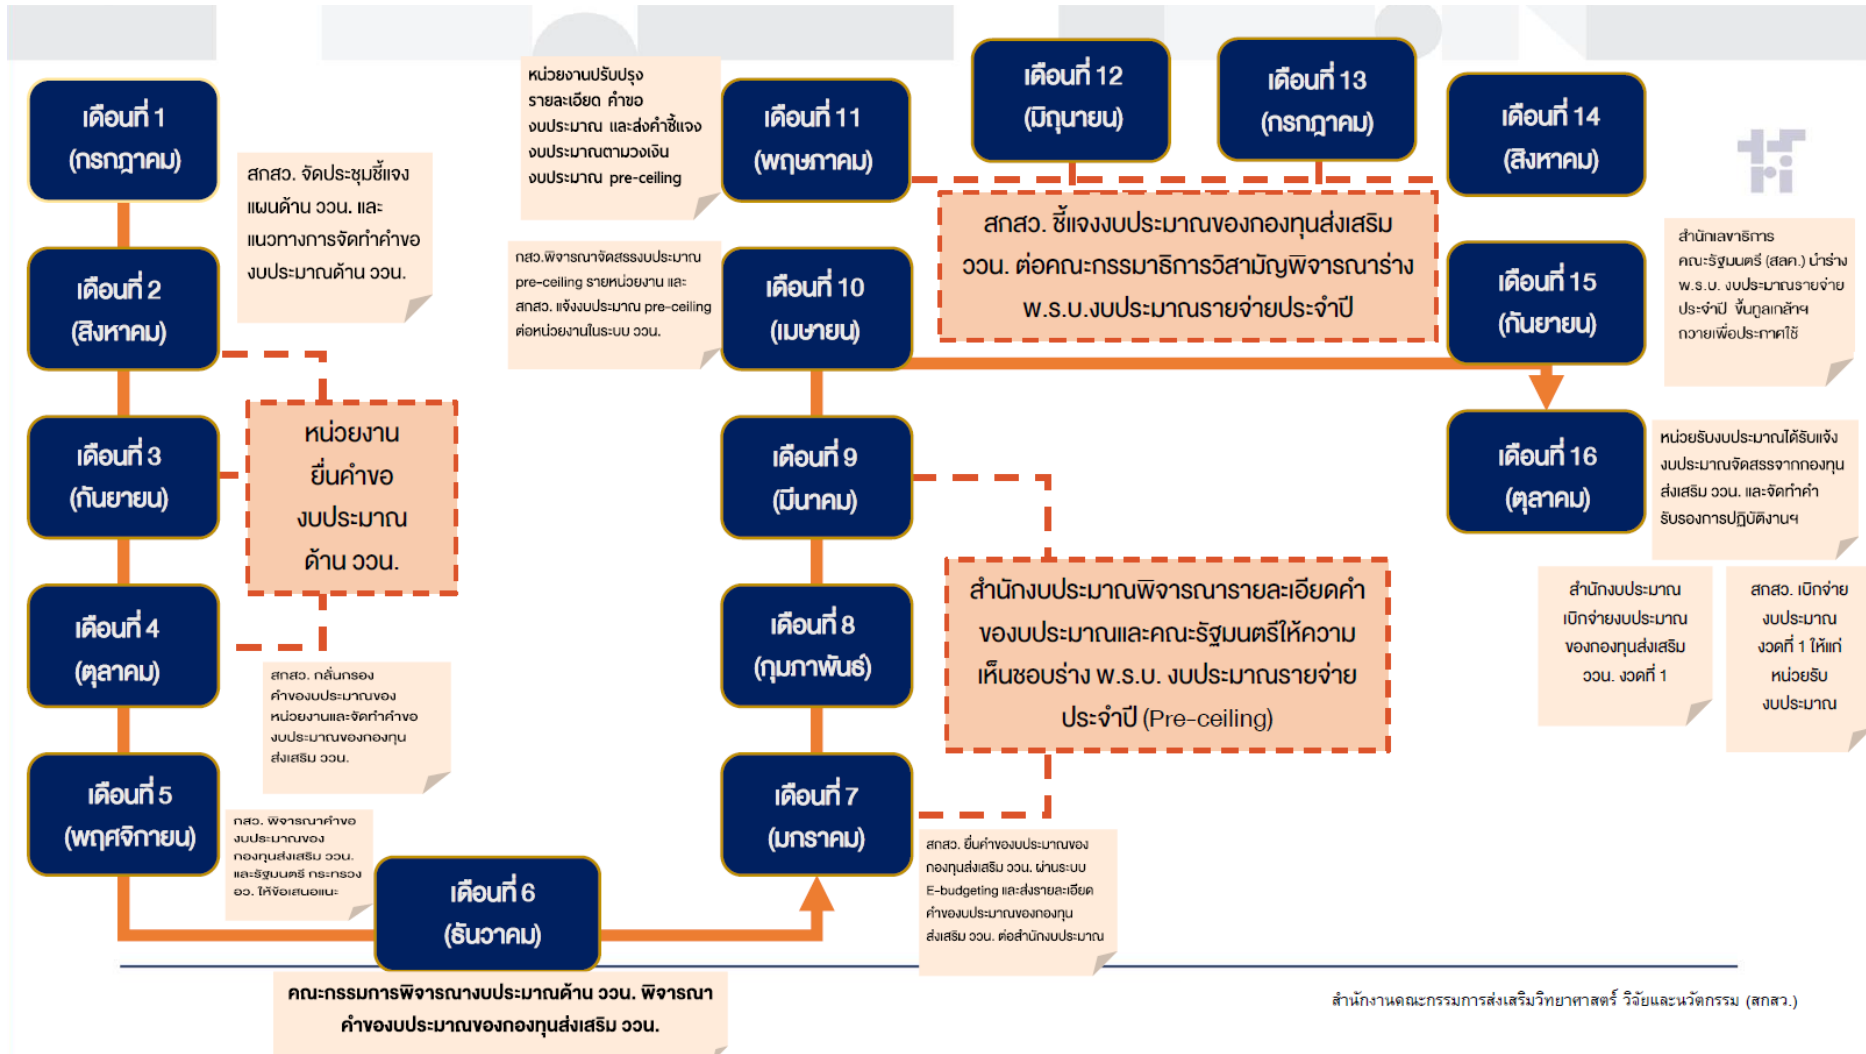 เดือนที่ 1
(กรกฎาคม)
สกสว. จัดประชุมชี้แจง
แผนด้าน ววน. และ
แนวทางการจัดทำคำขอ
งบประมาณด้าน ววน.
เดือนที่ 2
(สิงหาคม)
เดือนที่ 3
(กันยายน)
หน่วยงาน
ยื่นคำขอ
งบประมาณ
ด้าน ววน.
เดือนที่ 4
(ตุลาคม)
สกสว. กลั่นกรอง
คำของบประมาณของ
หน่วยงานและจัดทำคำขอ
งบประมาณของกองทุน
ส่งเสริม ววน.
เดือนที่ 5
(พฤศจิกายน)
กสว. พิจารณาคำขอ
งบประมาณของ
กองทุนส่งเสริม ววน.
และรัฐมนตรี กระทรวง
อว. ให้ข้อเสนอแนะ
เดือนที่ 6
(ธันวาคม)
คณะกรรมการพิจารณางบประมาณด้าน ววน. พิจารณา
คำของบประมาณของกองทุนส่งเสริม ววน.
เดือนที่ 7
(มกราคม)
สกสว. ยื่นคำของบประมาณของ
กองทุนส่งเสริม ววน. ผ่านระบบ
E-budgeting และส่งรายละเอียด
คำของบประมาณของกองทุน
ส่งเสริม ววน. ต่อสำนักงบประมาณ
เดือนที่ 8
(กุมภาพันธ์)
สำนักงบประมาณพิจารณารายละเอียดคำ
ของบประมาณและคณะรัฐมนตรีให้ความ
เห็นชอบร่าง พ.ร.บ. งบประมาณรายจ่าย
ประจำปี (Pre-ceiling)
เดือนที่ 9
(มีนาคม)
เดือนที่ 10
(เมษายน)
กสว.พิจารณาจัดสรรงบประมาณ
pre-ceiling รายหน่วยงาน และ
สกสว. แจ้งงบประมาณ pre-ceiling
ต่อหน่วยงานในระบบ ววน.
เดือนที่ 11
(พฤษภาคม)
หน่วยงานปรับปรุง
รายละเอียด คำขอ
งบประมาณ และส่งคำชี้แจง
งบประมาณตามวงเงิน
งบประมาณ pre-ceiling
เดือนที่ 12
(มิถุนายน)
เดือนที่ 13
(กรกฎาคม)
สกสว. ชี้แจงงบประมาณของกองทุนส่งเสริม
ววน. ต่อคณะกรรมาธิการวิสามัญพิจารณาร่าง
พ.ร.บ.งบประมาณรายจ่ายประจำปี
เดือนที่ 14
(สิงหาคม)
tsri
เดือนที่ 15
(กันยายน)
สำนักเลขาธิการ
คณะรัฐมนตรี (สลค.) นำร่าง
พ.ร.บ. งบประมาณรายจ่าย
ประจำปี ขึ้นทูลเกล้าฯ
ถวายเพื่อประกาศใช้
เดือนที่ 16
(ตุลาคม)
หน่วยรับงบประมาณได้รับแจ้ง
งบประมาณจัดสรรจากกองทุน
ส่งเสริม ววน. และจัดทำคำ
รับรองการปฏิบัติงานฯ
สำนักงบประมาณ
เบิกจ่ายงบประมาณ
ของกองทุนส่งเสริม
ววน. งวดที่ 1
สกสว. เบิกจ่าย
งบประมาณ
งวดที่ 1 ให้แก่
หน่วยรับ
งบประมาณ
สำนักงานคณะกรรมการส่งเสริมวิทยาศาสตร์ วิจัยและนวัตกรรม (สกสว.)